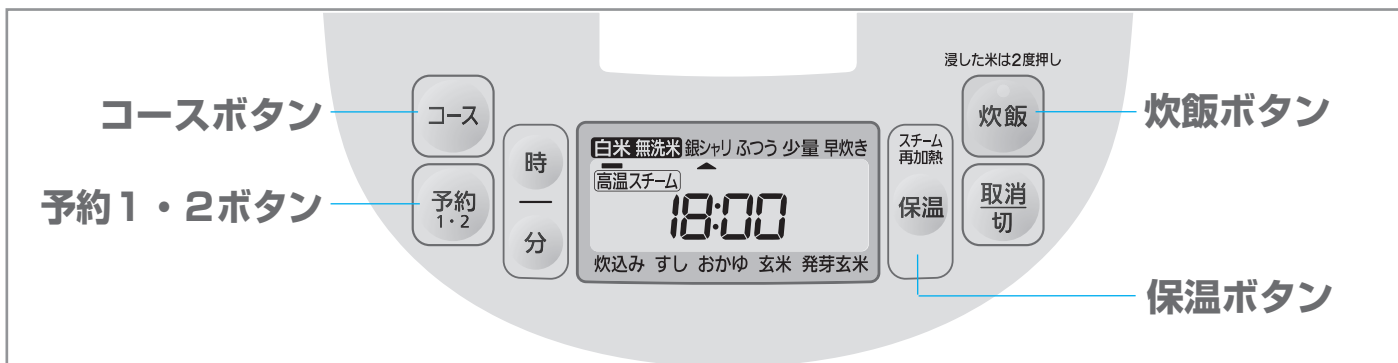 浸した米は2度押し
コースボタン
コース
炊飯
炊飯ボタン
時
白米 無洗米 銀シャリ ふつう 少量 早炊き
スチーム
再加熱
高温スチーム
予約1・2ボタン
予約
1・2
18:00
保温
取消
切
分
炊込み すし おかゆ 玄米 発芽玄米
保温ボタン